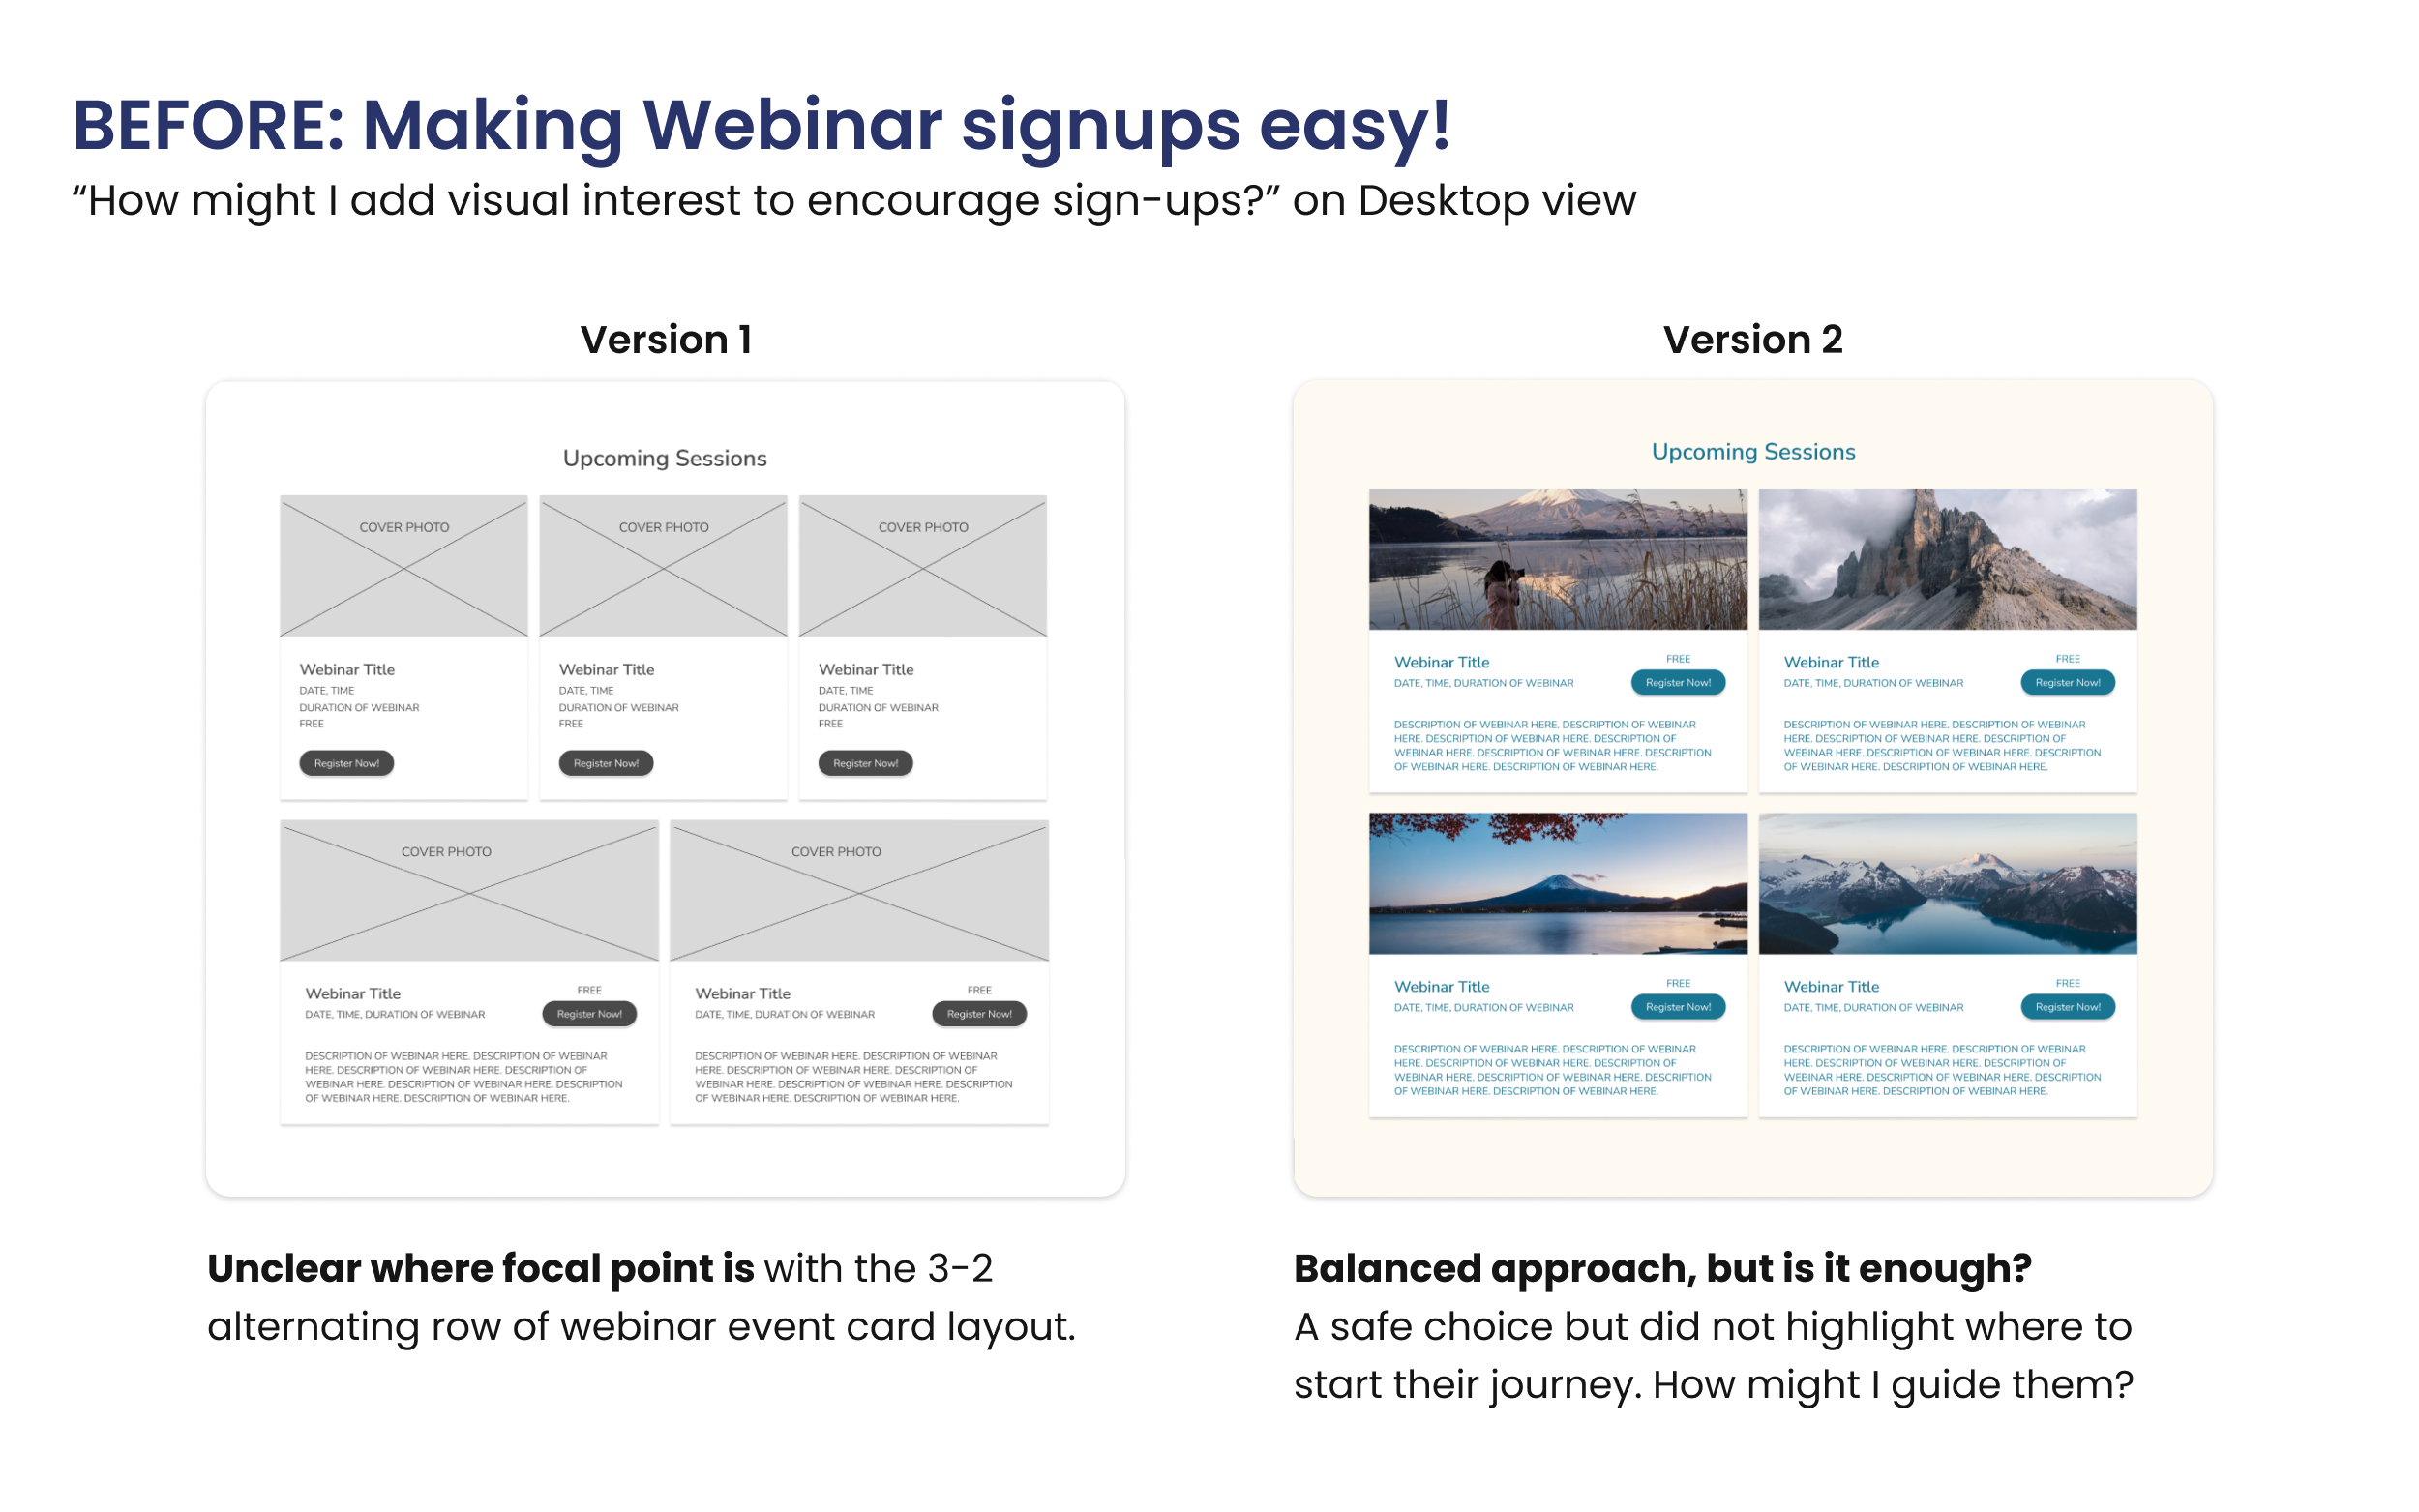 BEFORE: Making Webinar signups easy!
“How might I add visual interest to encourage sign-ups?” on Desktop view
Version 1
Upcoming Sessions
COVER PHOTO
COVER PHOTO
COVER PHOTO
Webinar Title
DATE, TIME
DURATION OF WEBINAR
FREE
Register Now!
Webinar Title
DATE, TIME
DURATION OF WEBINAR
FREE
Register Now!
Webinar Title
DATE, TIME
DURATION OF WEBINAR
FREE
Register Now!
COVER PHOTO
COVER PHOTO
Webinar Title
DATE, TIME, DURATION OF WEBINAR
FREE
Register Now!
DESCRIPTION OF WEBINAR HERE. DESCRIPTION OF WEBINAR
HERE. DESCRIPTION OF WEBINAR HERE. DESCRIPTION OF
WEBINAR HERE. DESCRIPTION OF WEBINAR HERE. DESCRIPTION
OF WEBINAR HERE. DESCRIPTION OF WEBINAR HERE.
Webinar Title
DATE, TIME, DURATION OF WEBINAR
FREE
Register Now!
DESCRIPTION OF WEBINAR HERE. DESCRIPTION OF WEBINAR
HERE. DESCRIPTION OF WEBINAR HERE. DESCRIPTION OF
WEBINAR HERE. DESCRIPTION OF WEBINAR HERE. DESCRIPTION
OF WEBINAR HERE. DESCRIPTION OF WEBINAR HERE.
Unclear where focal point is with the 3-2
alternating row of webinar event card layout.
Version 2
Upcoming Sessions
Webinar Title
DATE, TIME, DURATION OF WEBINAR
FREE
Register Now!
DESCRIPTION OF WEBINAR HERE. DESCRIPTION OF WEBINAR
HERE. DESCRIPTION OF WEBINAR HERE. DESCRIPTION OF
WEBINAR HERE. DESCRIPTION OF WEBINAR HERE. DESCRIPTION
OF WEBINAR HERE. DESCRIPTION OF WEBINAR HERE.
Webinar Title
DATE, TIME, DURATION OF WEBINAR
FREE
Register Now!
DESCRIPTION OF WEBINAR HERE. DESCRIPTION OF WEBINAR
HERE. DESCRIPTION OF WEBINAR HERE. DESCRIPTION OF
WEBINAR HERE. DESCRIPTION OF WEBINAR HERE. DESCRIPTION
OF WEBINAR HERE. DESCRIPTION OF WEBINAR HERE.
Webinar Title
DATE, TIME, DURATION OF WEBINAR
FREE
Register Now!
DESCRIPTION OF WEBINAR HERE. DESCRIPTION OF WEBINAR
HERE. DESCRIPTION OF WEBINAR HERE. DESCRIPTION OF
WEBINAR HERE. DESCRIPTION OF WEBINAR HERE. DESCRIPTION
OF WEBINAR HERE. DESCRIPTION OF WEBINAR HERE.
Webinar Title
DATE, TIME, DURATION OF WEBINAR
FREE
Register Now!
DESCRIPTION OF WEBINAR HERE. DESCRIPTION OF WEBINAR
HERE. DESCRIPTION OF WEBINAR HERE. DESCRIPTION OF
WEBINAR HERE. DESCRIPTION OF WEBINAR HERE. DESCRIPTION
OF WEBINAR HERE. DESCRIPTION OF WEBINAR HERE.
Balanced approach, but is it enough?
A safe choice but did not highlight where to
start their journey. How might I guide them?